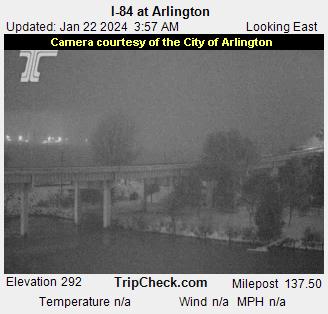 I-84 at Arlington
Updated: Jan 22 2024 3:57 AM Looking East
Camera courtesy of the City of Arlington
Elevation 292 TripCheck.com Milepost 137.50
Temperature n/a Wind n/a MPH n/a